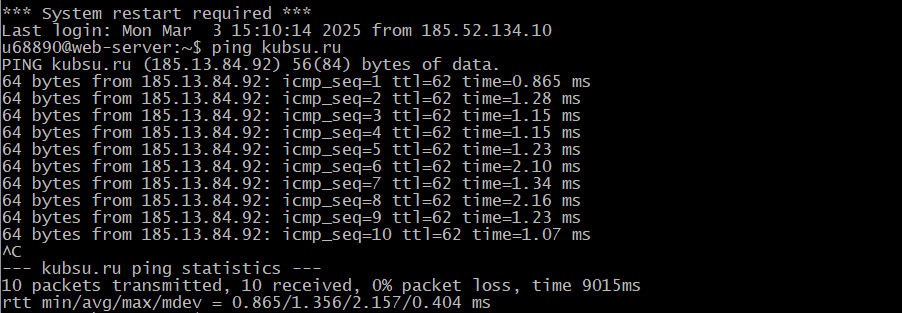 *** System restart required ***
Last login: Mon Mar  3 15:10:14 2025 from 185.52.134.10
u68890@web-server:~$ ping kubsu.ru
PING kubsu.ru (185.13.84.92) 56(84) bytes of data.
64 bytes from 185.13.84.92: icmp_seq=1 ttl=62 time=0.865 ms
64 bytes from 185.13.84.92: icmp_seq=2 ttl=62 time=1.28 ms
64 bytes from 185.13.84.92: icmp_seq=3 ttl=62 time=1.15 ms
64 bytes from 185.13.84.92: icmp_seq=4 ttl=62 time=1.15 ms
64 bytes from 185.13.84.92: icmp_seq=5 ttl=62 time=1.23 ms
64 bytes from 185.13.84.92: icmp_seq=6 ttl=62 time=2.10 ms
64 bytes from 185.13.84.92: icmp_seq=7 ttl=62 time=1.34 ms
64 bytes from 185.13.84.92: icmp_seq=8 ttl=62 time=2.16 ms
64 bytes from 185.13.84.92: icmp_seq=9 ttl=62 time=1.23 ms
64 bytes from 185.13.84.92: icmp_seq=10 ttl=62 time=1.07 ms
^C
--- kubsu.ru ping statistics ---
10 packets transmitted, 10 received, 0% packet loss, time 9015ms
rtt min/avg/max/mdev = 0.865/1.356/2.157/0.404 ms